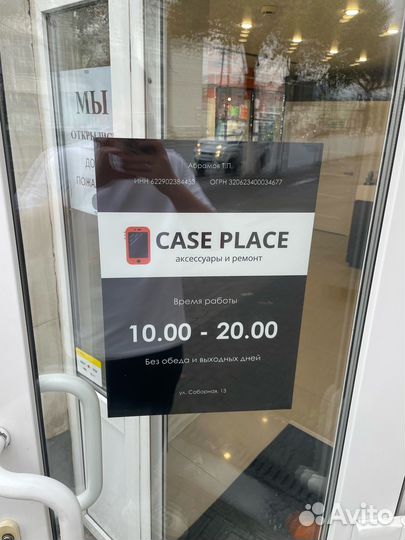 МЫ
ОТКРЫЛИСЬ
Абрамов Т.П.
ИНН 622902384453 ОГРН 320623400034677
CASE PLACE
аксессуары и ремонт
Время работы
10.00 - 20.00
Без обеда и выходных дней
ул. Соборная, 13
Avito